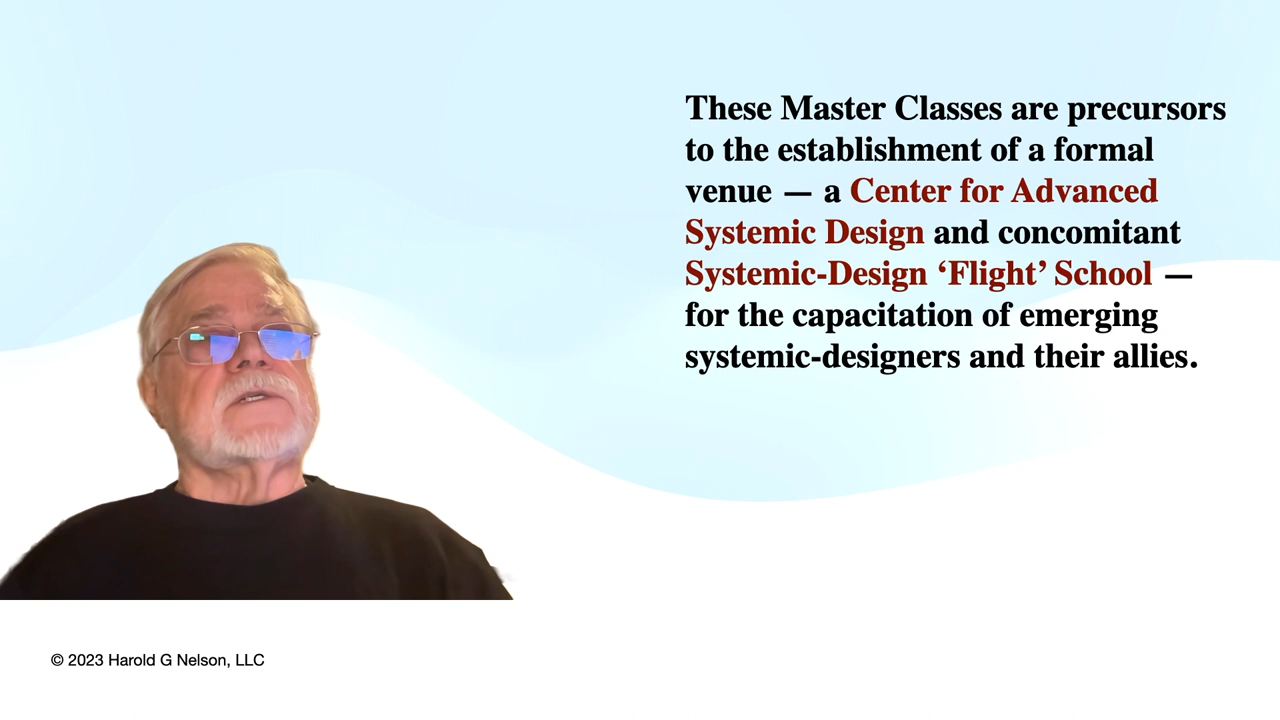 These Master Classes are precursors
to the establishment of a formal
venue — a Center for Advanced
Systemic Design and concomitant
Systemic-Design ‘Flight’ School —
for the capacitation of emerging
systemic-designers and their allies.
© 2023 Harold G Nelson, LLC